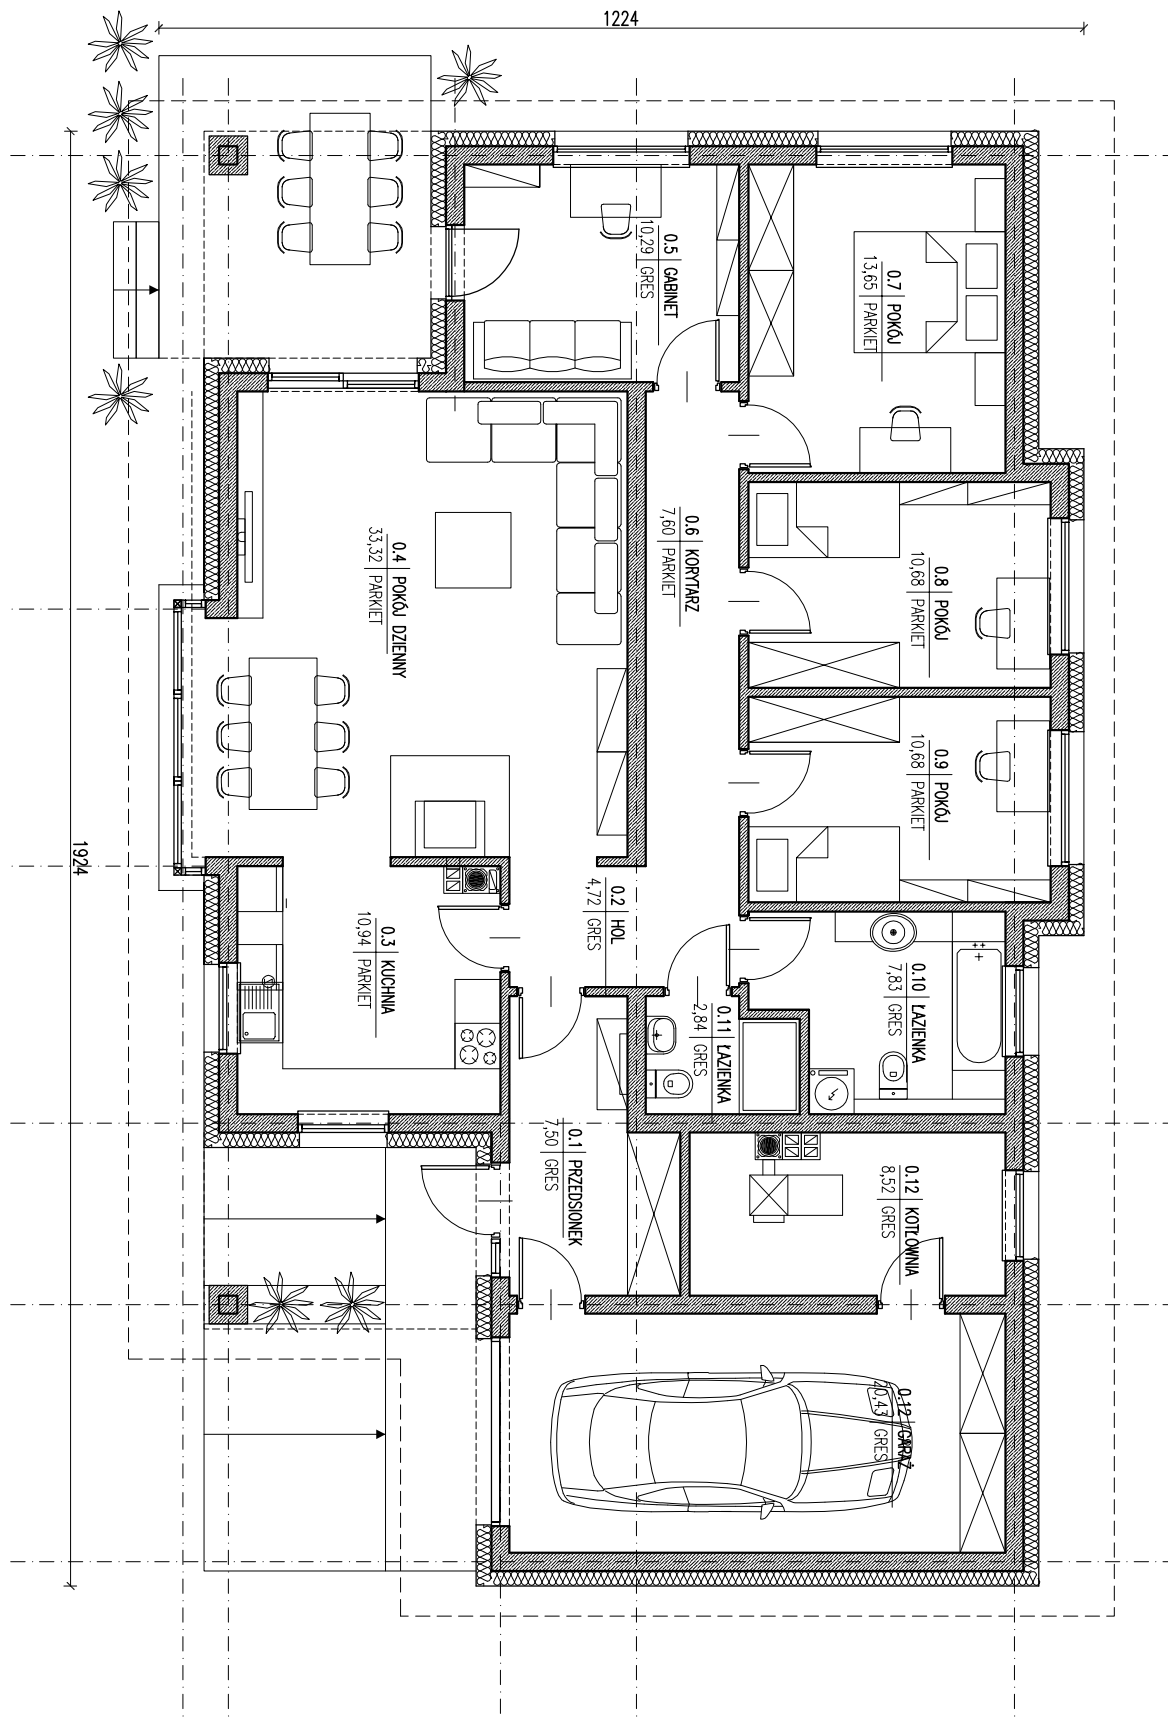 1224
1924
0.5 GABINET
10,29 GRES
0.7 POKÓJ
13,65 PARKIET
0.4 POKÓJ DZIENNY
33,32 PARKIET
0.6 KORYTARZ
7,60 PARKIET
0.8 POKÓJ
10,68 PARKIET
0.9 POKÓJ
10,68 PARKIET
0.3 KUCHNIA
10,94 PARKIET
0.2 HOL
4,72 GRES
0.11 ŁAZIENKA
2,84 GRES
0.10 ŁAZIENKA
7,83 GRES
0.1 PRZEDSIONEK
7,50 GRES
0.12 KOTŁOWNIA
8,52 GRES
0.12 GARAŻ
20,43 GRES